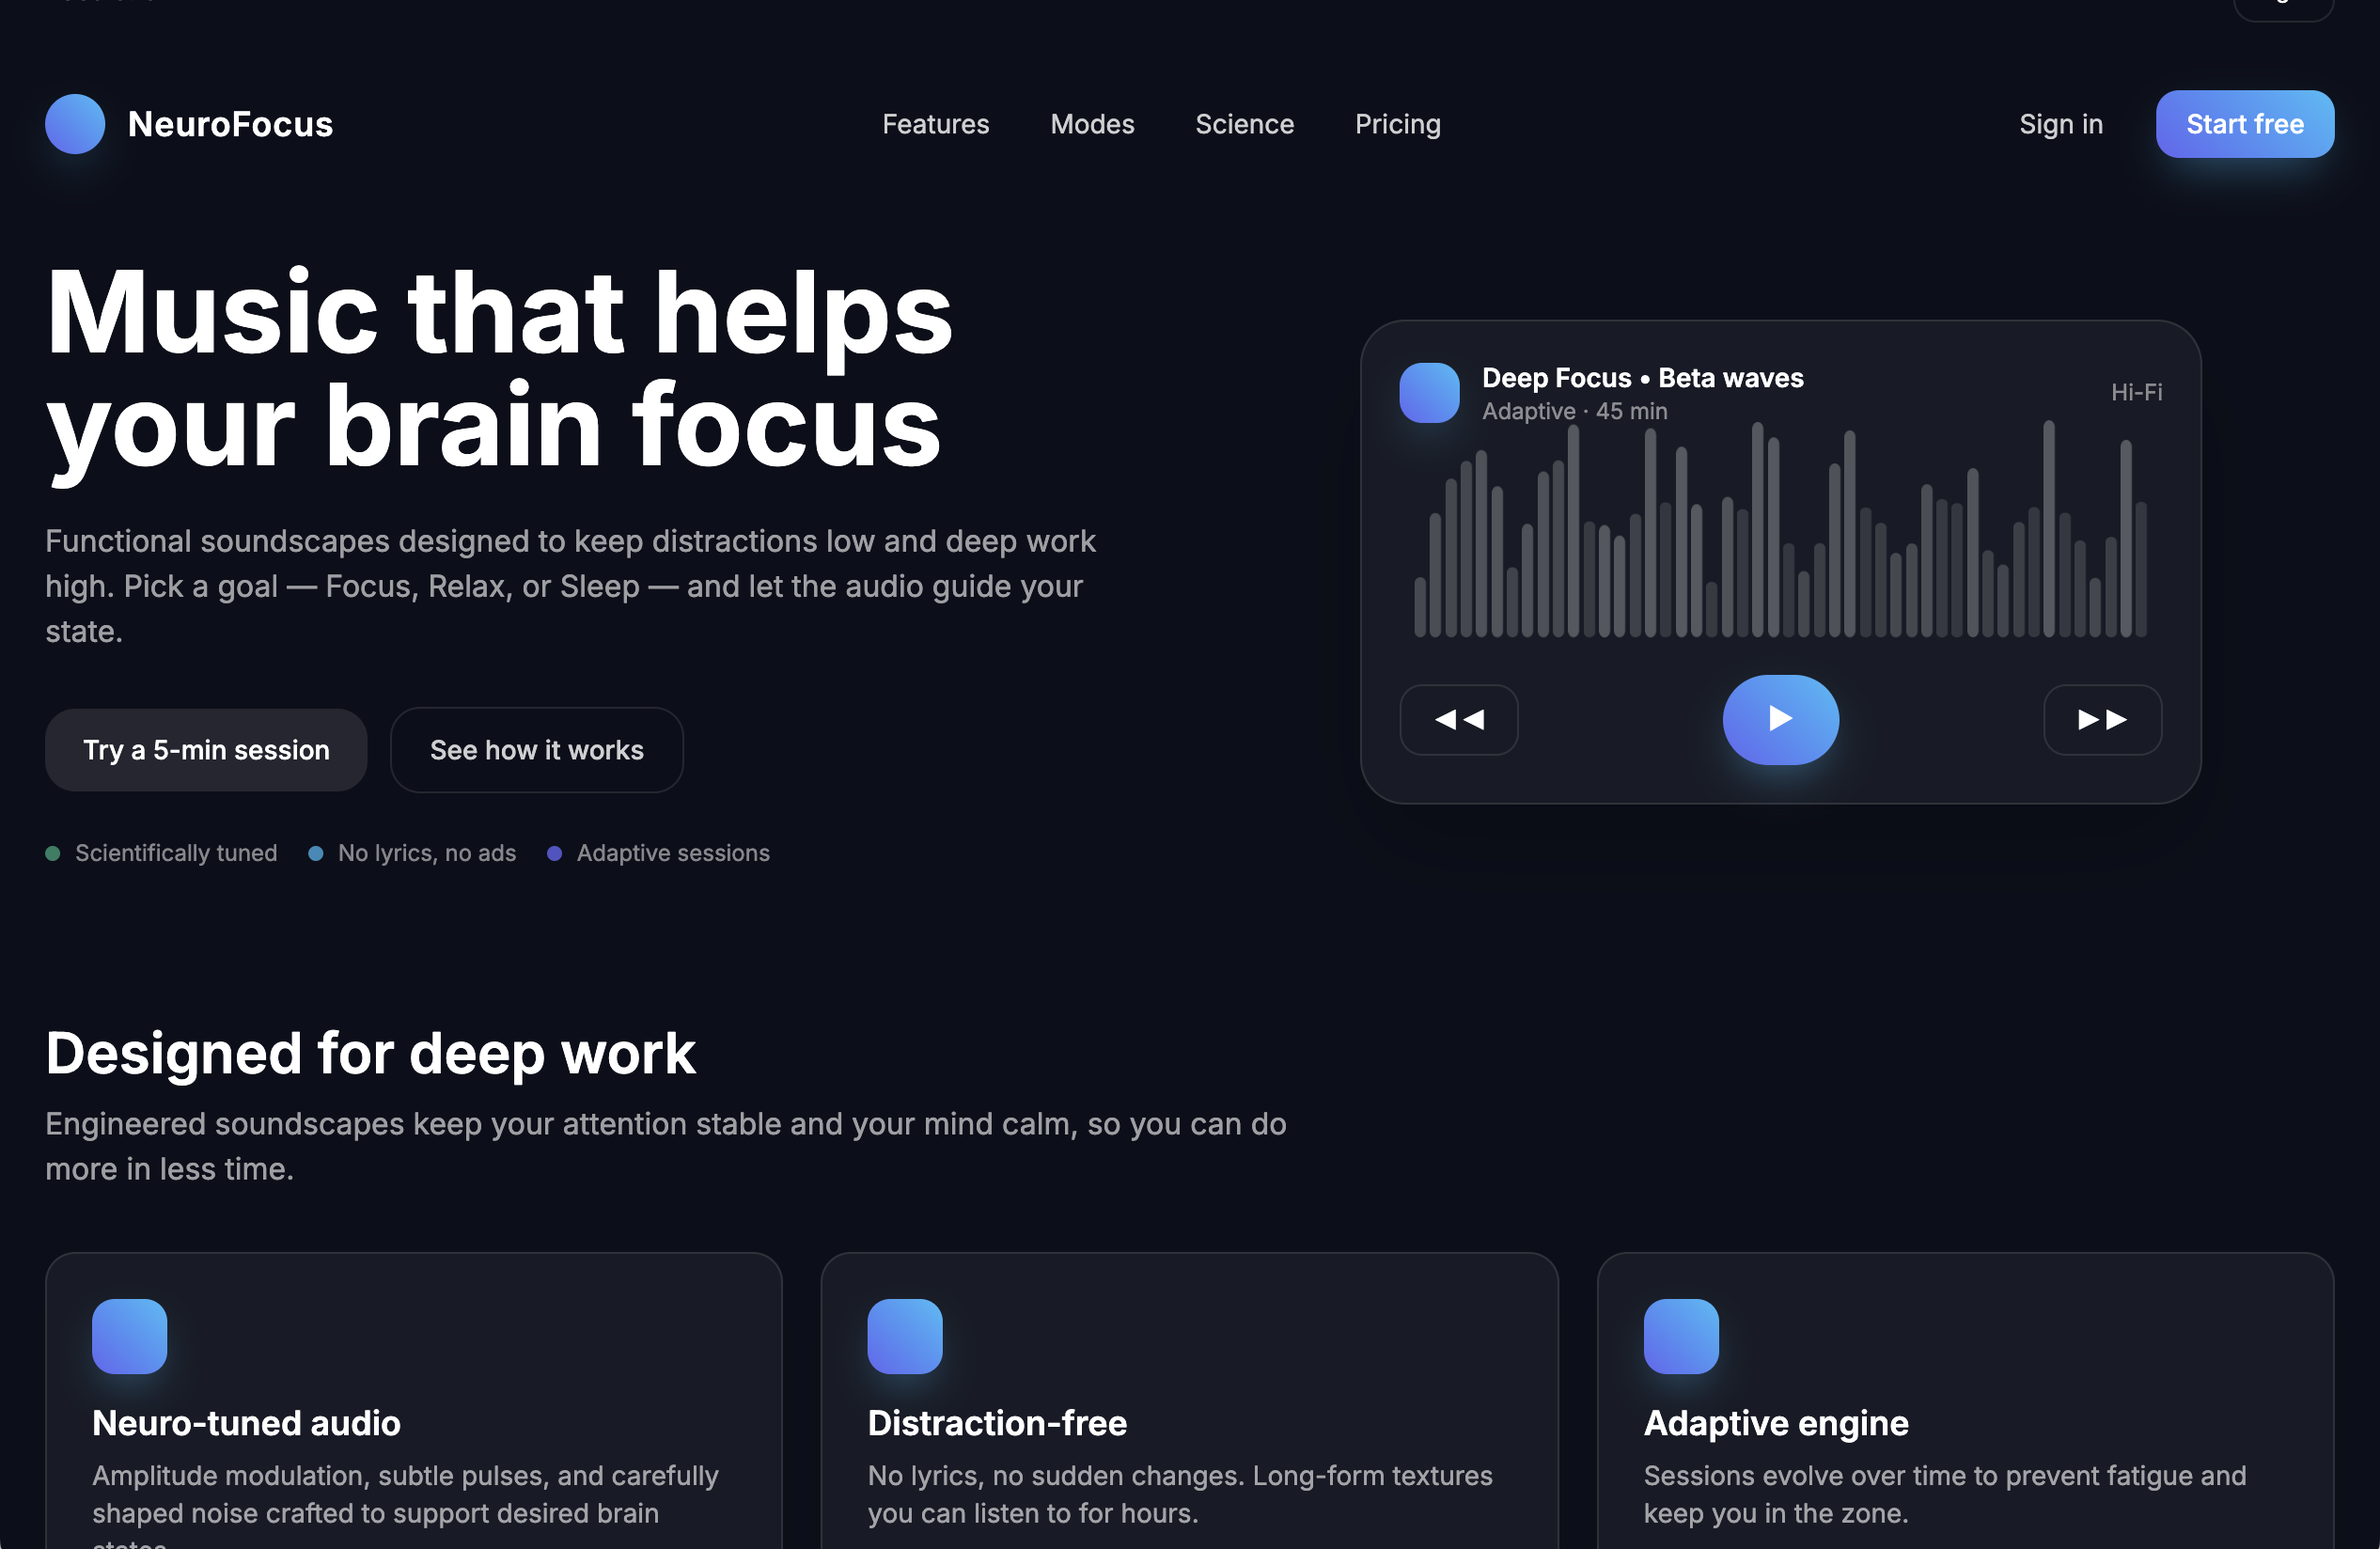 NeuroFocus
Features
Modes
Science
Pricing
Sign in
Start free
Music that helps
your brain focus
Functional soundscapes designed to keep distractions low and deep work
high. Pick a goal — Focus, Relax, or Sleep — and let the audio guide your
state.
Try a 5-min session
See how it works
Scientifically tuned
No lyrics, no ads
Adaptive sessions
Deep Focus • Beta waves
Adaptive · 45 min
Hi-Fi
Designed for deep work
Engineered soundscapes keep your attention stable and your mind calm, so you can do
more in less time.
Neuro-tuned audio
Amplitude modulation, subtle pulses, and carefully
shaped noise crafted to support desired brain
Distraction-free
No lyrics, no sudden changes. Long-form textures
you can listen to for hours.
Adaptive engine
Sessions evolve over time to prevent fatigue and
keep you in the zone.